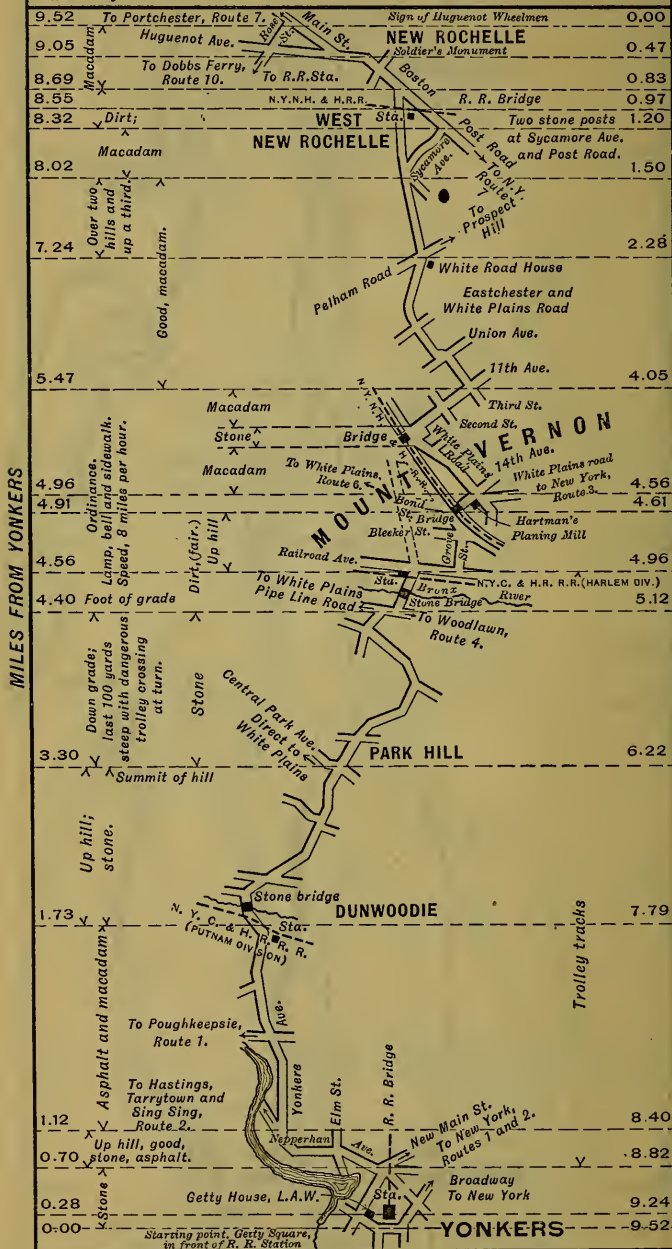 9.52 To Portchester, Route 7. Sign of Huguenot Wheelmen 0.00
Main St.
Rose St.
Huguenot Ave.
NEW ROCHELLE
9.05 Soldier's Monument 0.47
Macadam
To Dobbs Ferry,
Route 10.
To R.R.Sta.
Boston
Post Road
8.69 0.83
8.55 N.Y.N.H. & H.R.R. R. R. Bridge 0.97
8.32 Dirt; WEST Sta. Two stone posts 1.20
NEW ROCHELLE at Sycamore Ave.
and Post Road.
Macadam
Sycamore
Ave.
8.02 1.50
To N.Y.
Route
7
To
Prospect
Hill
Over two
hills and
up a third.
Good, macadam.
7.24 2.28
White Road House
Pelham Road
Eastchester and
White Plains Road
Union Ave.
11th Ave.
5.47 4.05
Third St.
Second St.
Macadam
Stone
Macadam
N.Y. N.H.
& H. R.R.
Bridge
White Plains
Road
MOUNT VERNON
14th Ave.
White Plains road
to New York,
Route 3.
To White Plains,
Route 6.
Ordinance.
Lamp, bell and sidewalk.
Speed, 8 miles per hour.
4.96 4.56
4.91 4.61
Bond
St.
Bridge
Bleeker St.
Grove
St.
Hartman's
Planing Mill
Dirt,(fair.)
Up hill
Railroad Ave.
4.56 4.96
Sta.
N.Y.C. & H.R. R.R.(HARLEM DIV.)
Bronx
River
Stone Bridge
To White Plains
Pipe Line Road
4.40 Foot of grade 5.12
To Woodlawn,
Route 4.
MILES FROM YONKERS
Down grade;
last 100 yards
steep with dangerous
trolley crossing
at turn.
Stone
Central Park Ave.
Direct to
White Plains
PARK HILL
3.30 6.22
Summit of hill
Up hill;
stone.
Stone bridge
DUNWOODIE
1.73 7.79
N. Y. C. & H. R. R. R.
(PUTNAM DIVISION)
Sta.
Asphalt and macadam
Trolley tracks
To Poughkeepsie,
Route 1.
Yonkers Ave.
To Hastings,
Tarrytown and
Sing Sing,
Route 2.
Elm St.
R. R. Bridge
1.12 8.40
Nepperhan Ave.
New Main St.
To New York,
Routes 1 and 2.
Up hill, good,
stone, asphalt.
0.70 8.82
Stone
Getty House, L.A.W.
Sta.
Broadway
To New York
0.28 9.24
0.00 YONKERS 9.52
Starting point. Getty Square,
in front of R. R. Station